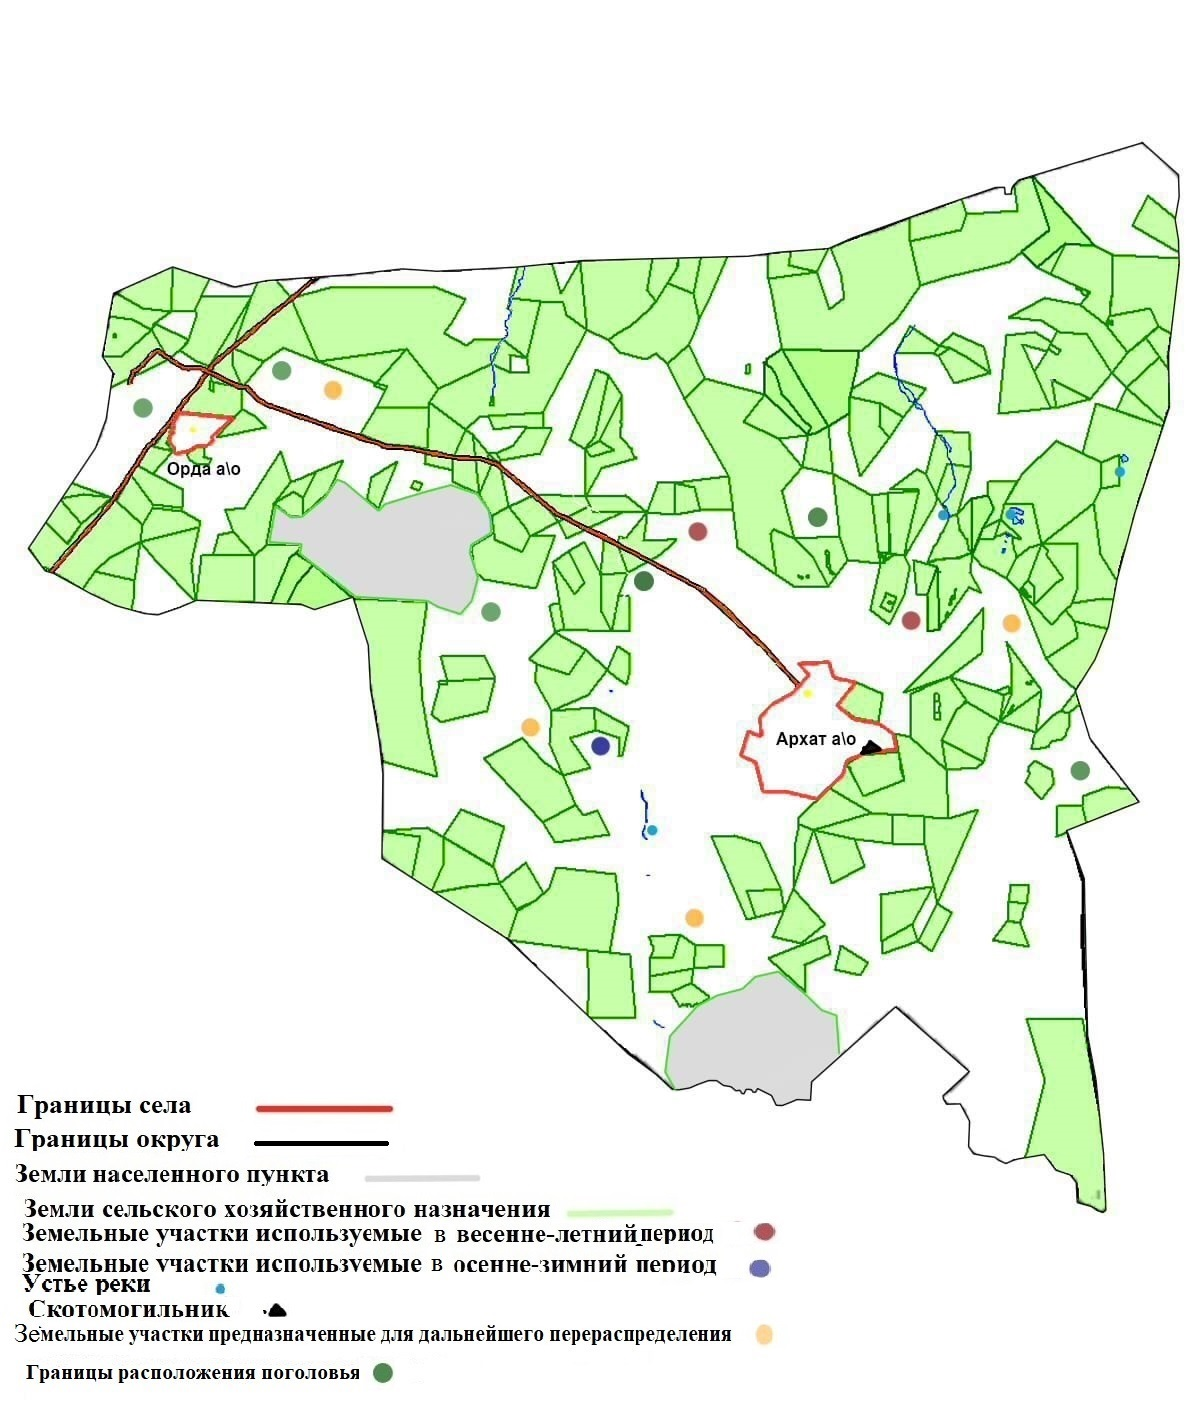 Орда а\о
Архат а\о
Границы села
Границы округа
Земли населенного пункта
Земли сельского хозяйственного назначения
Земельные участки используемые в весенне-летний период
Земельные участки используемые в осенне-зимний период
Устье реки
Скотомогильник
Земельные участки предназначенные для дальнейшего перераспределения
Границы расположения поголовья